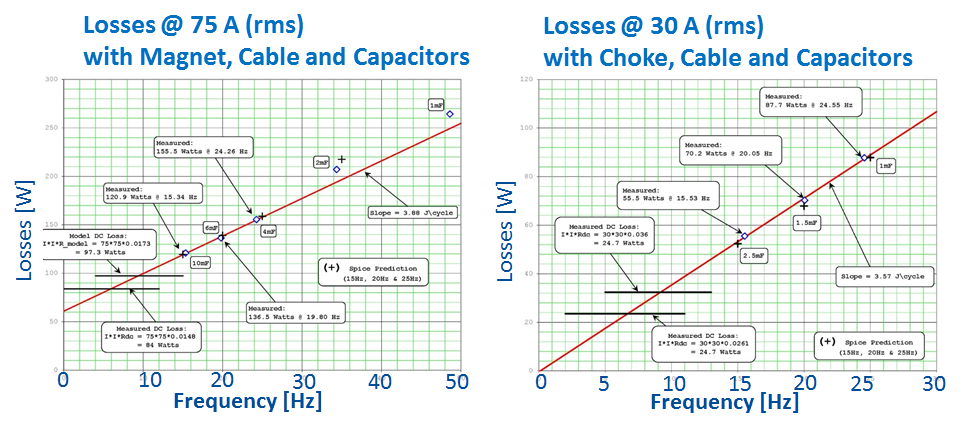 Losses @ 75 A (rms)
with Magnet, Cable and Capacitors
300
250
200
150
100
50
0
Losses [W]
0 10 20 30 40 50
Frequency [Hz]
1mF
Measured:
155.5 Watts @ 24.26 Hz
2mF
Measured:
120.9 Watts @ 15.34 Hz
Slope = 3.88 J\cycle
6mF
4mF
Model DC Loss:
I*I*R_model = 75*75*0.0173
= 97.3 Watts
10mF
(+) Spice Prediction
(15Hz, 20Hz & 25Hz)
Measured:
136.5 Watts @ 19.80 Hz
Measured DC Loss:
I*I*Rdc = 75*75*0.0148
= 84 Watts
Losses @ 30 A (rms)
with Choke, Cable and Capacitors
120
100
80
60
40
20
0
Losses [W]
0 5 10 15 20 25 30
Frequency [Hz]
Measured:
87.7 Watts @ 24.55 Hz
Measured:
70.2 Watts @ 20.05 Hz
1mF
Measured:
55.5 Watts @ 15.53 Hz
1.5mF
Measured DC Loss:
I*I*Rdc = 30*30*0.036
= 24.7 Watts
2.5mF
Slope = 3.57 J\cycle
Measured DC Loss:
I*I*Rdc = 30*30*0.0261
= 24.7 Watts
(+) Spice Prediction
(15Hz, 20Hz & 25Hz)